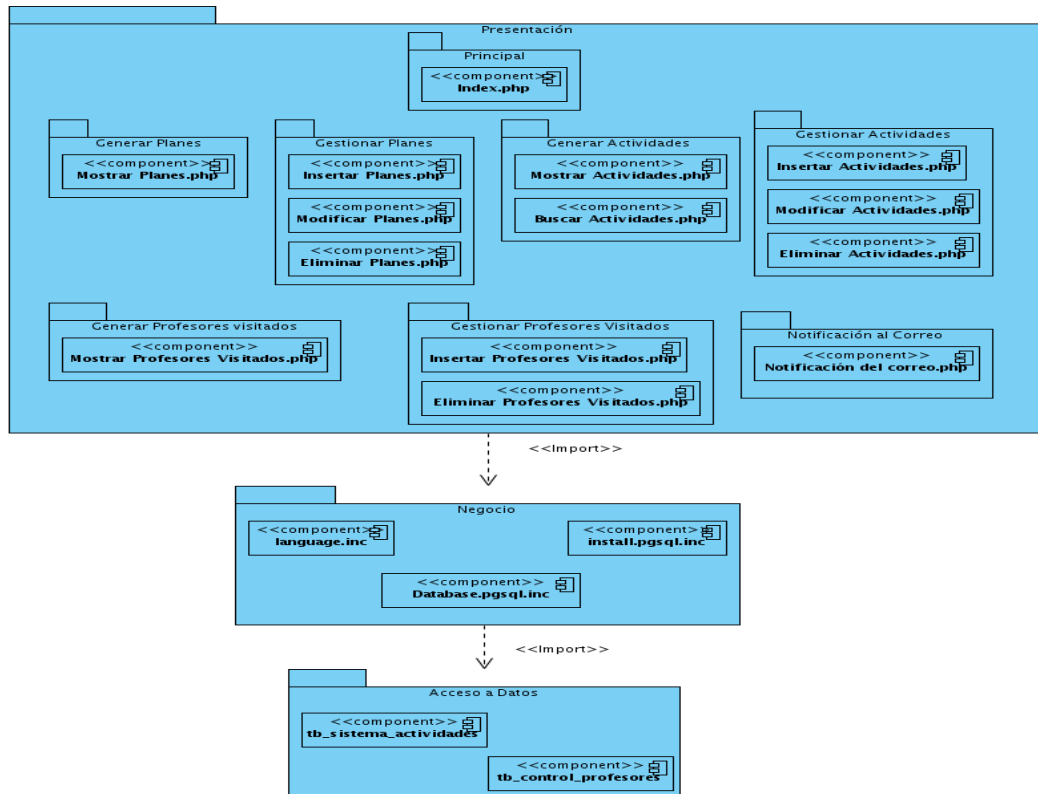 Presentación
Principal
<<component>>
Index.php
Generar Planes
<<component>>
Mostrar Planes.php
Gestionar Planes
<<component>>
Insertar Planes.php
<<component>>
Modificar Planes.php
<<component>>
Eliminar Planes.php
Generar Actividades
<<component>>
Mostrar Actividades.php
<<component>>
Buscar Actividades.php
Gestionar Actividades
<<component>>
Insertar Actividades.php
<<component>>
Modificar Actividades.php
<<component>>
Eliminar Actividades.php
Generar Profesores visitados
<<component>>
Mostrar Profesores Visitados.php
Gestionar Profesores Visitados
<<component>>
Insertar Profesores Visitados.php
<<component>>
Eliminar Profesores Visitados.php
Notificación al Correo
<<component>>
Notificación del correo.php
<<Import>>
Negocio
<<component>>
language.inc
<<component>>
install.pgsql.inc
<<component>>
Database.pgsql.inc
<<Import>>
Acceso a Datos
<<component>>
tb_sistema_actividades
<<component>>
tb_control_profesores